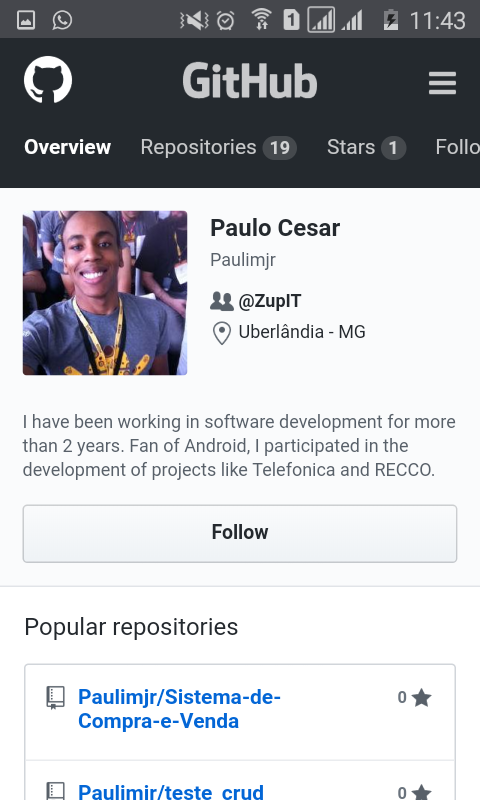 1 11:43
GitHub
Overview Repositories 19 Stars 1 Follo
Paulo Cesar
Paulimjr
@ZupIT
Uberlândia - MG
I have been working in software development for more
than 2 years. Fan of Android, I participated in the
development of projects like Telefonica and RECCO.
Follow
Popular repositories
Paulimjr/Sistema-de- 0
Compra-e-Venda
Paulimjr/teste_crud 0